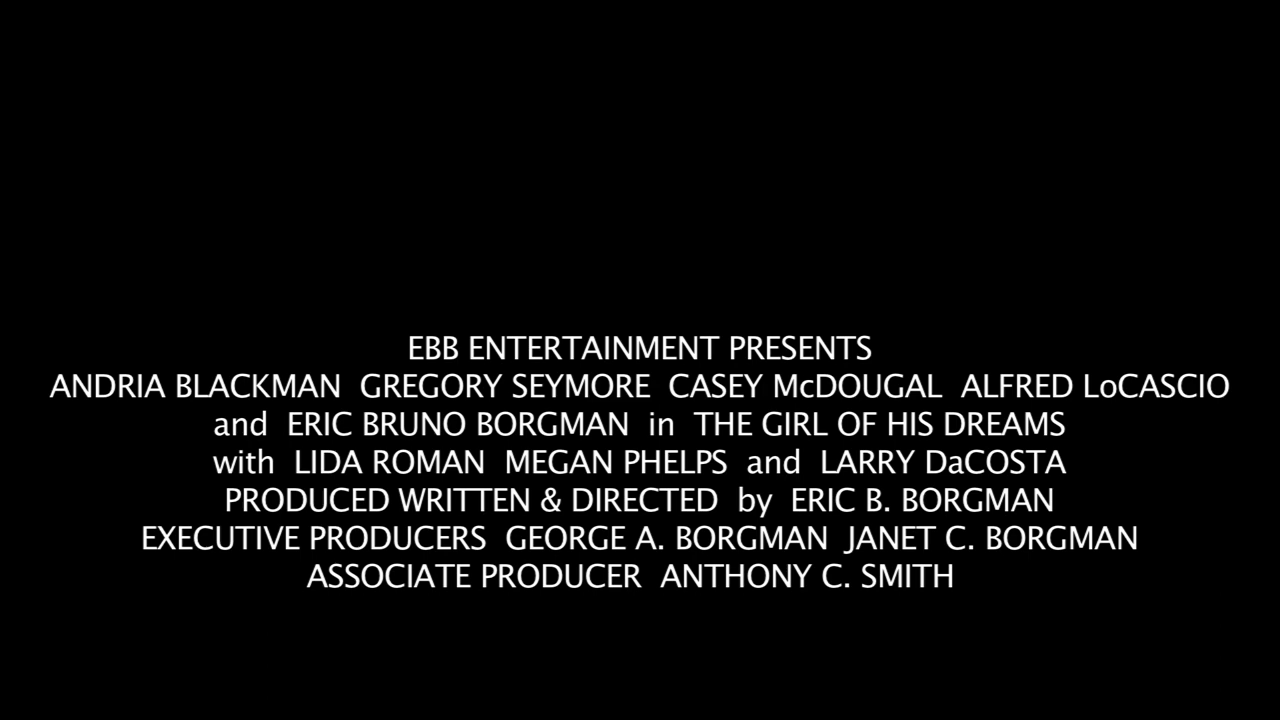 EBB ENTERTAINMENT PRESENTS
ANDRIA BLACKMAN GREGORY SEYMORE CASEY McDOUGAL ALFRED LoCASCIO
and ERIC BRUNO BORGMAN in THE GIRL OF HIS DREAMS
with LIDA ROMAN MEGAN PHELPS and LARRY DaCOSTA
PRODUCED WRITTEN & DIRECTED by ERIC B. BORGMAN
EXECUTIVE PRODUCERS GEORGE A. BORGMAN JANET C. BORGMAN
ASSOCIATE PRODUCER ANTHONY C. SMITH